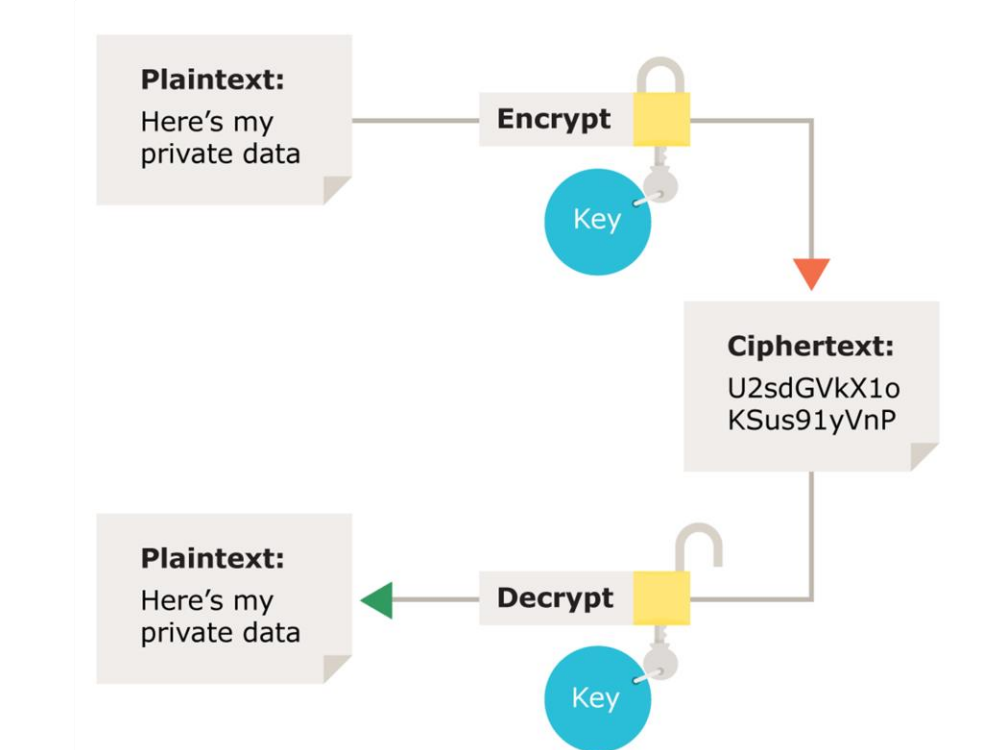 Plaintext:
Here’s my
private data
Encrypt
Key
Ciphertext:
U2sdGVkX1o
KSus91yVnP
Plaintext:
Here’s my
private data
Decrypt
Key